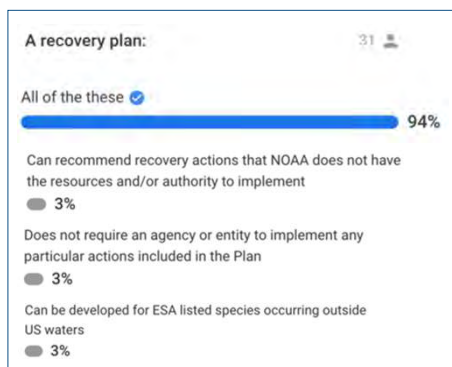 A recovery plan: 31
All of the these
94%
Can recommend recovery actions that NOAA does not have
the resources and/or authority to implement
3%
Does not require an agency or entity to implement any
particular actions included in the Plan
3%
Can be developed for ESA listed species occurring outside
US waters
3%